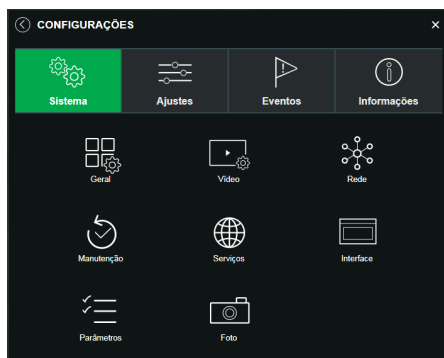 CONFIGURAÇÕES
Sistema Ajustes Eventos Informações
Geral Vídeo Rede
Manutenção Serviços Interface
Parâmetros Foto